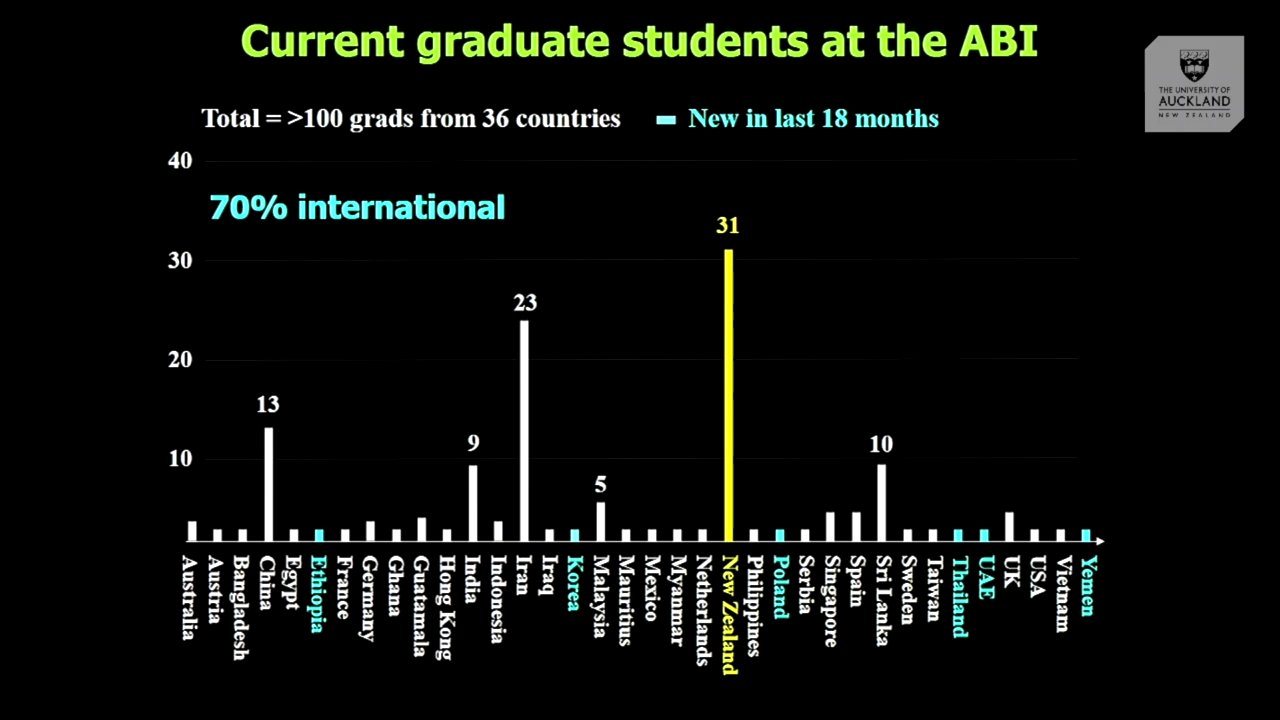 Current graduate students at the ABI
THE UNIVERSITY OF
AUCKLAND
NEW ZEALAND
Total = >100 grads from 36 countries
New in last 18 months
40
70% international
31
30
23
20
13
9
10
10
5
Australia
Austria
Bangladesh
China
Egypt
Ethiopia
France
Germany
Ghana
Guatamala
Hong Kong
India
Indonesia
Iran
Iraq
Korea
Malaysia
Mauritius
Mexico
Myanmar
Netherlands
New Zealand
Philippines
Poland
Serbia
Singapore
Spain
Sri Lanka
Sweden
Taiwan
Thailand
UAE
UK
USA
Vietnam
Yemen